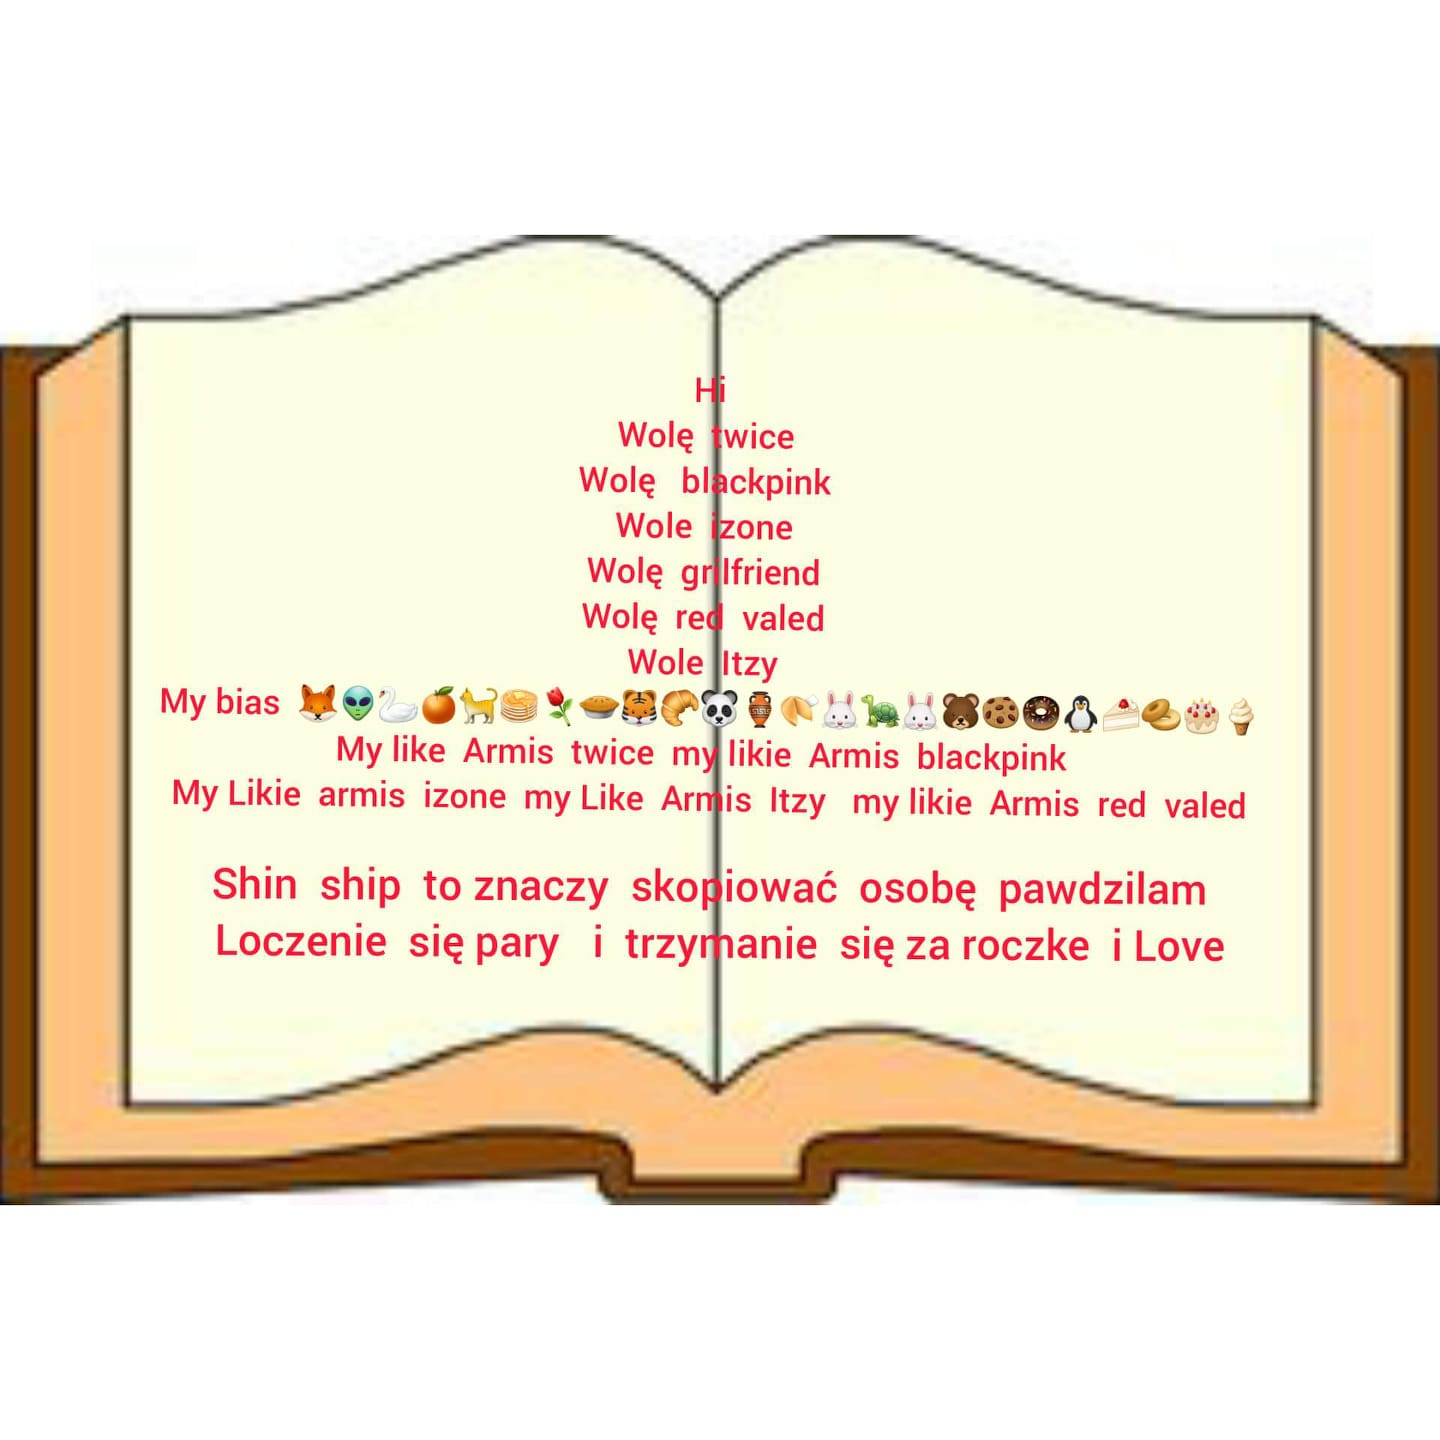 Hi
Wolę twice
Wolę blackpink
Wole izone
Wolę grilfriend
Wolę red valed
Wole Itzy
My bias 🦊👽🦢🍊🐈🥞🌹🥧🐯🥐🐼🏺🥠🐰🐢🐰🐻🍪🍩🐧🍰🥯🎂🍦
My like Armis twice my likie Armis blackpink
My Likie armis izone my Like Armis Itzy my likie Armis red valed
Shin ship to znaczy skopiować osobę pawdzilam
Loczenie się pary i trzymanie się za roczke i Love